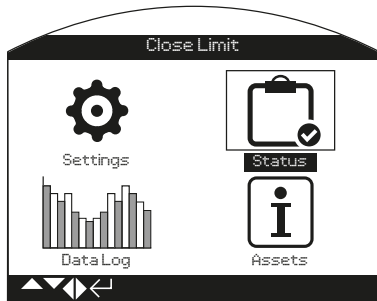 Close Limit
Settings
Status
Data Log
Assets